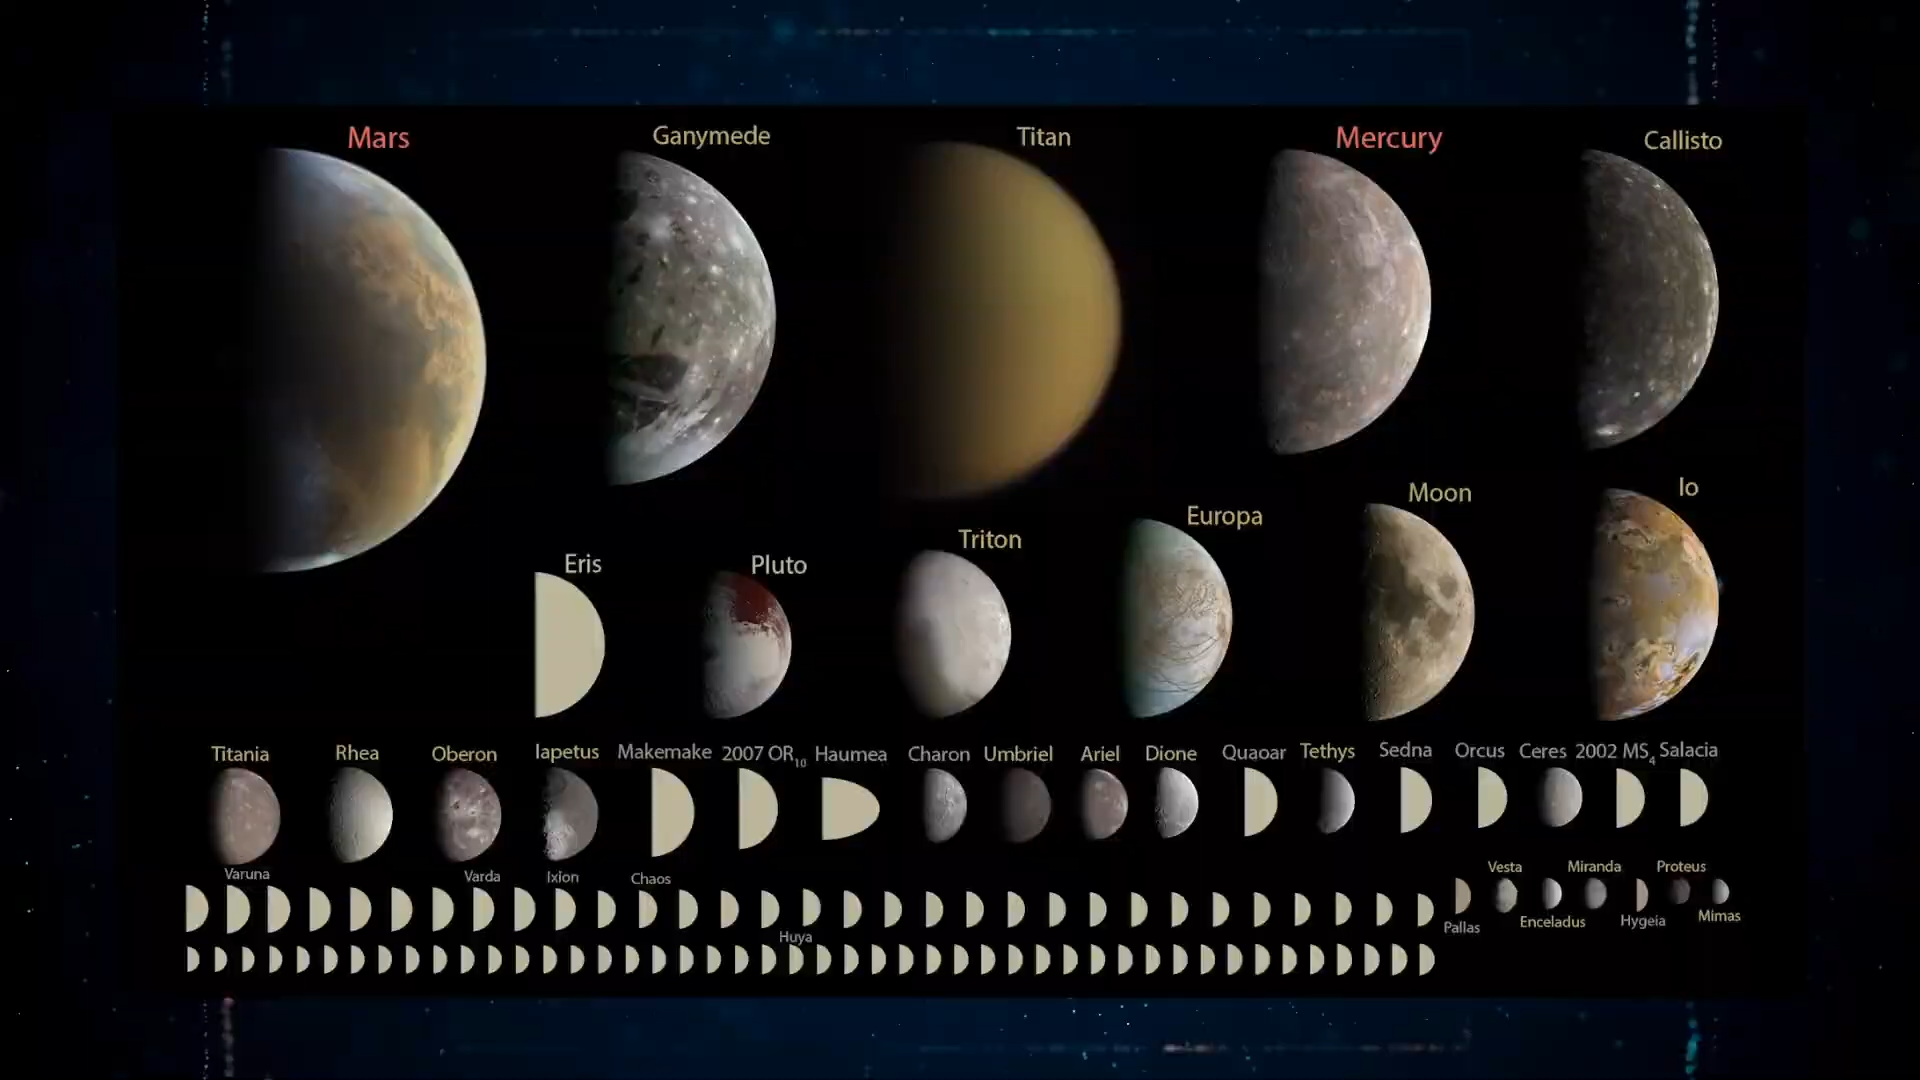 Mars Ganymede Titan Mercury Callisto
Eris Pluto Triton Europa Moon Io
Titania Rhea Oberon Iapetus Makemake 2007 OR10 Haumea Charon Umbriel Ariel Dione Quaoar Tethys Sedna Orcus Ceres 2002 MS4 Salacia
Varuna Varda Ixion Chaos Vesta Miranda Proteus
Pallas Enceladus Hygeia Mimas
Huya